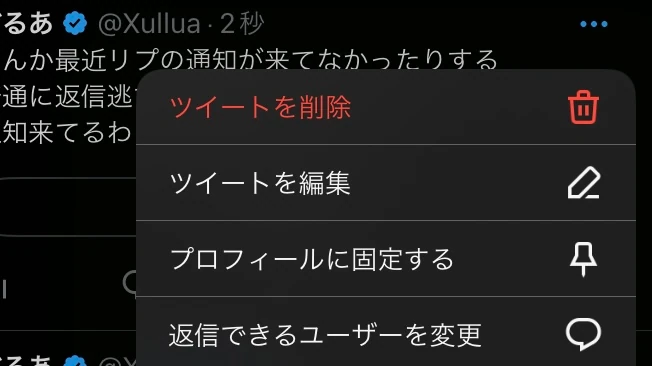 るあ @Xullua · 2秒
んか最近リプの通知が来てなかったりする
通に返信逃
知来てるわ
ツイートを削除
ツイートを編集
プロフィールに固定する
返信できるユーザーを変更
るあ @X